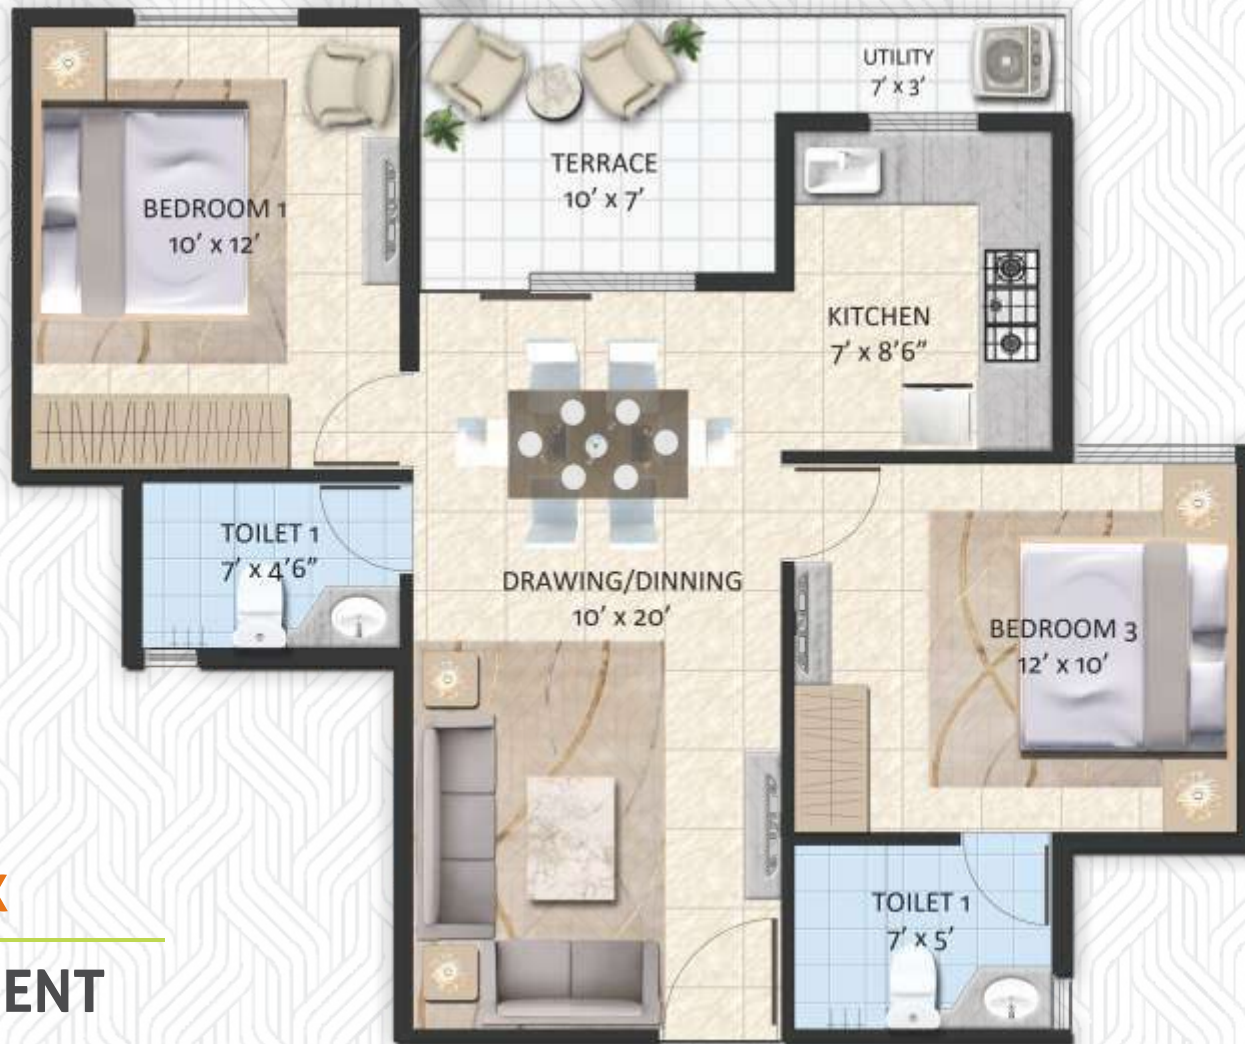 UTILITY
7' x 3'
TERRACE
10' x 7'
BEDROOM 1
10' x 12'
KITCHEN
7' x 8'6"
TOILET 1
7' x 4'6"
DRAWING/DINNING
10' x 20'
BEDROOM 3
12' x 10'
TOILET 1
7' x 5'
X
ENT